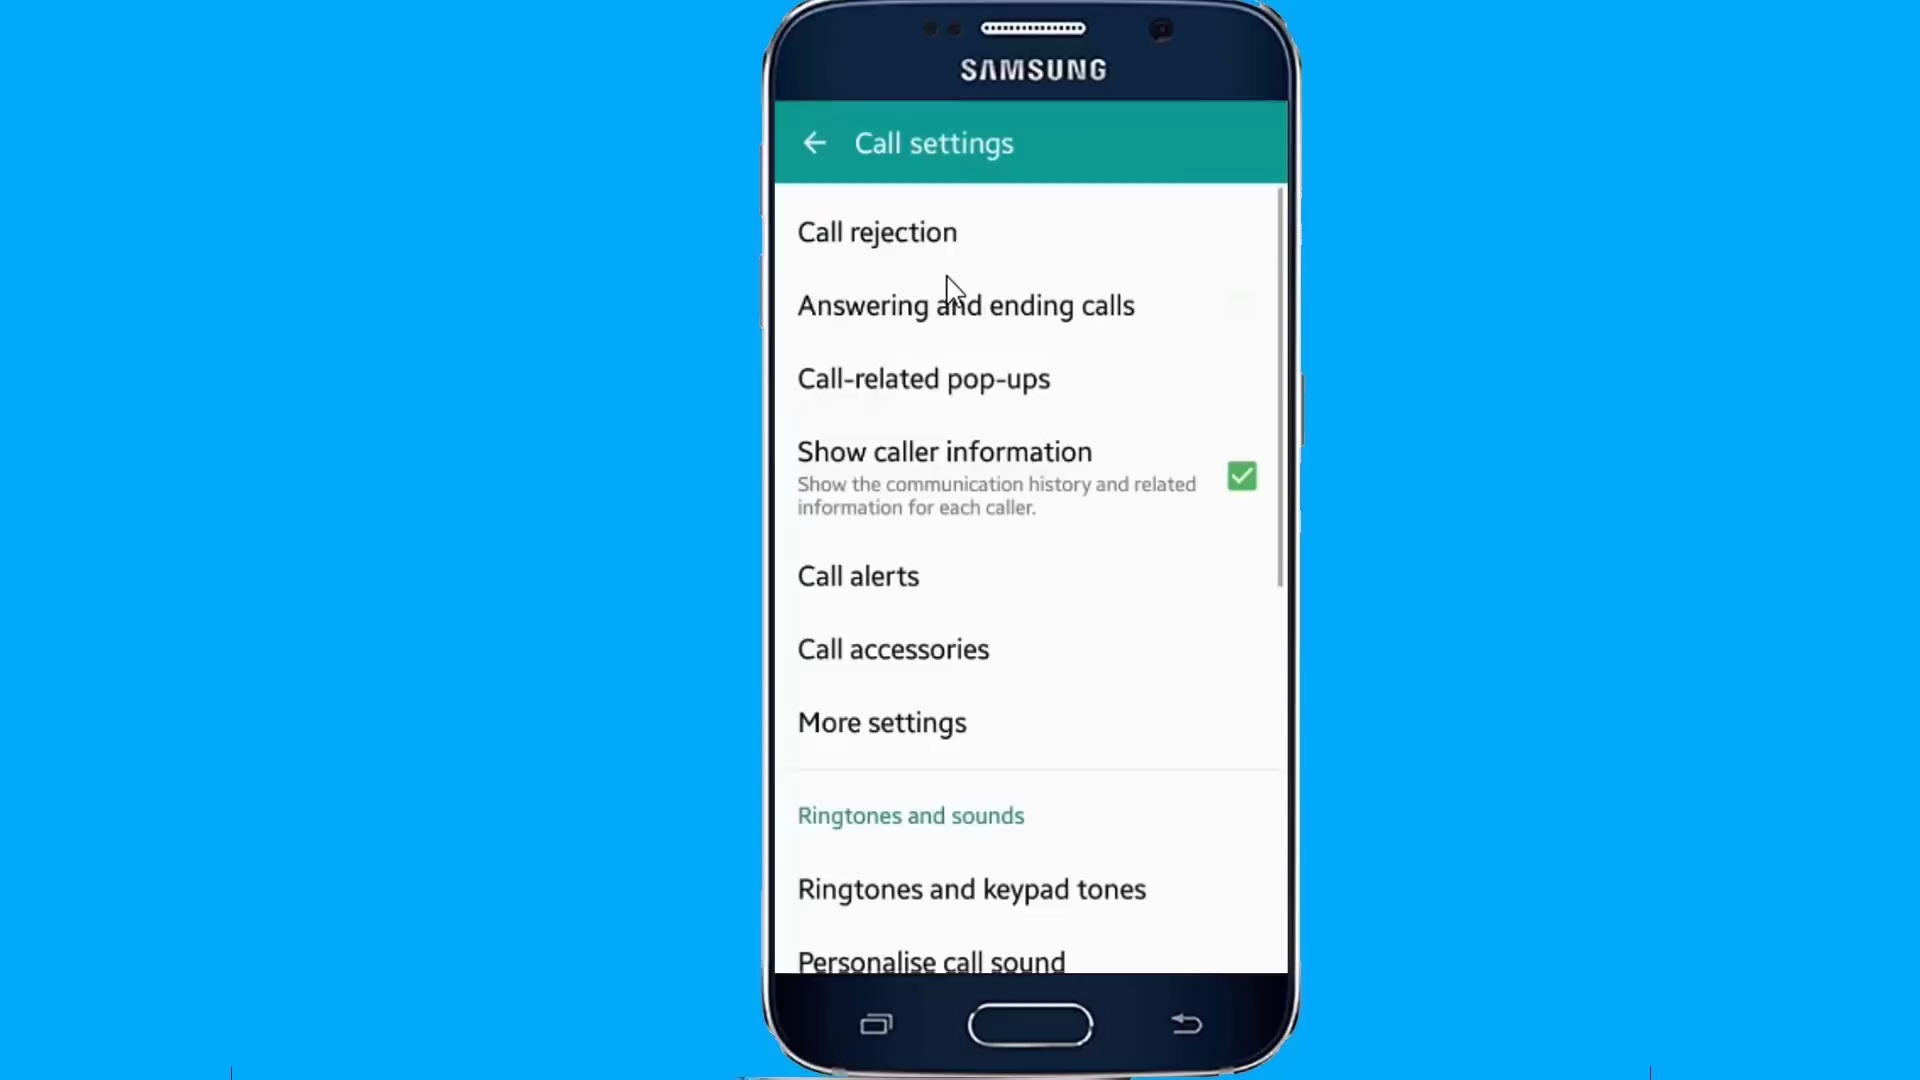 SAMSUNG
Call settings
Call rejection
Answering and ending calls
Call-related pop-ups
Show caller information
Show the communication history and related
information for each caller.
Call alerts
Call accessories
More settings
Ringtones and sounds
Ringtones and keypad tones
Personalise call sound